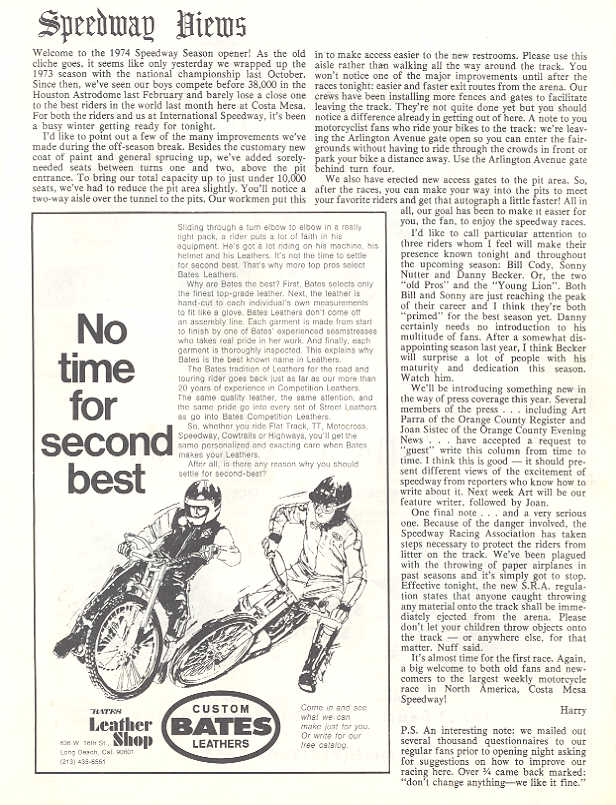 Speedway Views
Welcome to the 1974 Speedway Season opener! As the old
cliche goes, it seems like only yesterday we wrapped up the
1973 season with the national championship last October.
Since then, we've seen our boys compete before 38,000 in the
Houston Astrodome last February and barely lose a close one
to the best riders in the world last month here at Costa Mesa.
For both the riders and us at International Speedway, it's been
a busy winter getting ready for tonight.
I'd like to point out a few of the many improvements we've
made during the off-season break. Besides the customary new
coat of paint and general sprucing up, we've added sorely-
needed seats between turns one and two, above the pit
entrance. To bring our total capacity up to just under 10,000
seats, we've had to reduce the pit area slightly. You'll notice a
two-way aisle over the tunnel to the pits. Our workmen put this
in to make access easier to the new restrooms. Please use this
aisle rather than walking all the way around the track. You
won't notice one of the major improvements until after the
races tonight: easier and faster exit routes from the arena. Our
crews have been installing more fences and gates to facilitate
leaving the track. They're not quite done yet but you should
notice a difference already in getting out of here. A note to you
motorcyclist fans who ride your bikes to the track: we're leav-
ing the Arlington Avenue gate open so you can enter the fair-
grounds without having to ride through the crowds in front or
park your bike a distance away. Use the Arlington Avenue gate
behind turn four.
We also have erected new access gates to the pit area. So,
after the races, you can make your way into the pits to meet
your favorite riders and get that autograph a little faster! All in
all, our goal has been to make it easier for
you, the fan, to enjoy the speedway races.
I'd like to call particular attention to
three riders whom I feel will make their
presence known tonight and throughout
the upcoming season: Bill Cody, Sonny
Nutter and Danny Becker. Or, the two
"old Pros" and the "Young Lion". Both
Bill and Sonny are just reaching the peak
of their career and I think they're both
"primed" for the best season yet. Danny
certainly needs no introduction to his
multitude of fans. After a somewhat dis-
appointing season last year, I think Becker
will surprise a lot of people with his
maturity and dedication this season.
Watch him.
We'll be introducing something new in
the way of press coverage this year. Several
members of the press . . . including Art
Parra of the Orange County Register and
Joan Sistec of the Orange County Evening
News . . . have accepted a request to
"guest" write this column from time to
time. I think this is good — it should pre-
sent different views of the excitement of
speedway from reporters who know how to
write about it. Next week Art will be our
feature writer, followed by Joan.
One final note . . . and a very serious
one. Because of the danger involved, the
Speedway Racing Association has taken
steps necessary to protect the riders from
litter on the track. We've been plagued
with the throwing of paper airplanes in
past seasons and it's simply got to stop.
Effective tonight, the new S.R.A. regula-
tion states that anyone caught throwing
any material onto the track shall be imme-
diately ejected from the arena. Please
don't let your children throw objects onto
the track — or anywhere else, for that
matter. Nuff said.
It's almost time for the first race. Again,
a big welcome to both old fans and new-
comers to the largest weekly motorcycle
race in North America, Costa Mesa
Speedway!
Harry
P.S. An interesting note: we mailed out
several thousand questionnaires to our
regular fans prior to opening night asking
for suggestions on how to improve our
racing here. Over ¾ came back marked:
"don't change anything—we like it fine."
No
time
for
second
best
Sliding through a turn elbow to elbow in a really
tight pack, a rider puts a lot of faith in his
equipment. He's got a lot riding on his machine, his
helmet and his Leathers. It's not the time to settle
for second best. That's why more top pros select
Bates Leathers.
Why are Bates the best? First, Bates selects only
the finest top-grade leather. Next, the leather is
hand-cut to each individual's own measurements
to fit like a glove. Bates Leathers don't come off
an assembly line. Each garment is made from start
to finish by one of Bates' experienced seamstresses
who takes real pride in her work. And finally, each
garment is thoroughly inspected. This explains why
Bates is the best known name in Leathers.
The Bates tradition of Leathers for the road and
touring rider goes back just as far as our more than
20 years of experience in Competition Leathers.
The same quality leather, the same attention, and
the same pride go into every set of Street Leathers
as go into Bates Competition Leathers.
So, whether you ride Flat Track, TT, Motocross,
Speedway, Cowtrails or Highways, you'll get the
same personalized and exacting care when Bates
makes your Leathers.
After all, is there any reason why you should
settle for second-best?
BATES
Leather
Shop
636 W. 16th St.,
Long Beach, Cal. 90801
(213) 435-6551
CUSTOM
BATES
LEATHERS
Come in and see
what we can
make just for you.
Or write for our
free catalog.